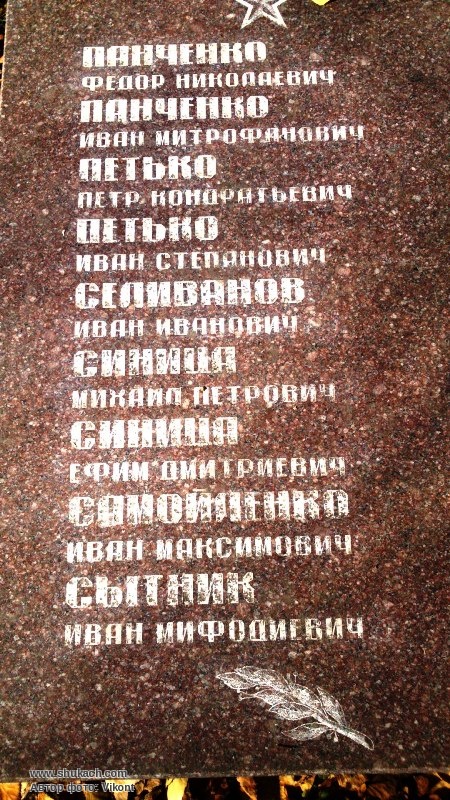 ПАНЧЕНКО
ФЕДОР НИКОЛАЕВИЧ
ПАНЧЕНКО
ИВАН МИТРОФАНОВИЧ
ПЕТЬКО
ПЕТР КОНДРАТЬЕВИЧ
ПЕТЬКО
ИВАН СТЕПАНОВИЧ
СЕЛИВАНОВ
ИВАН ИВАНОВИЧ
СИНИЦА
МИХАИЛ ПЕТРОВИЧ
СИНИЦА
ЕФИМ ДМИТРИЕВИЧ
САМОЙЛЕНКО
ИВАН МАКСИМОВИЧ
СЫТНИК
ИВАН МИФОДИЕВИЧ
www.shukach.com
Автор фото: Vikont